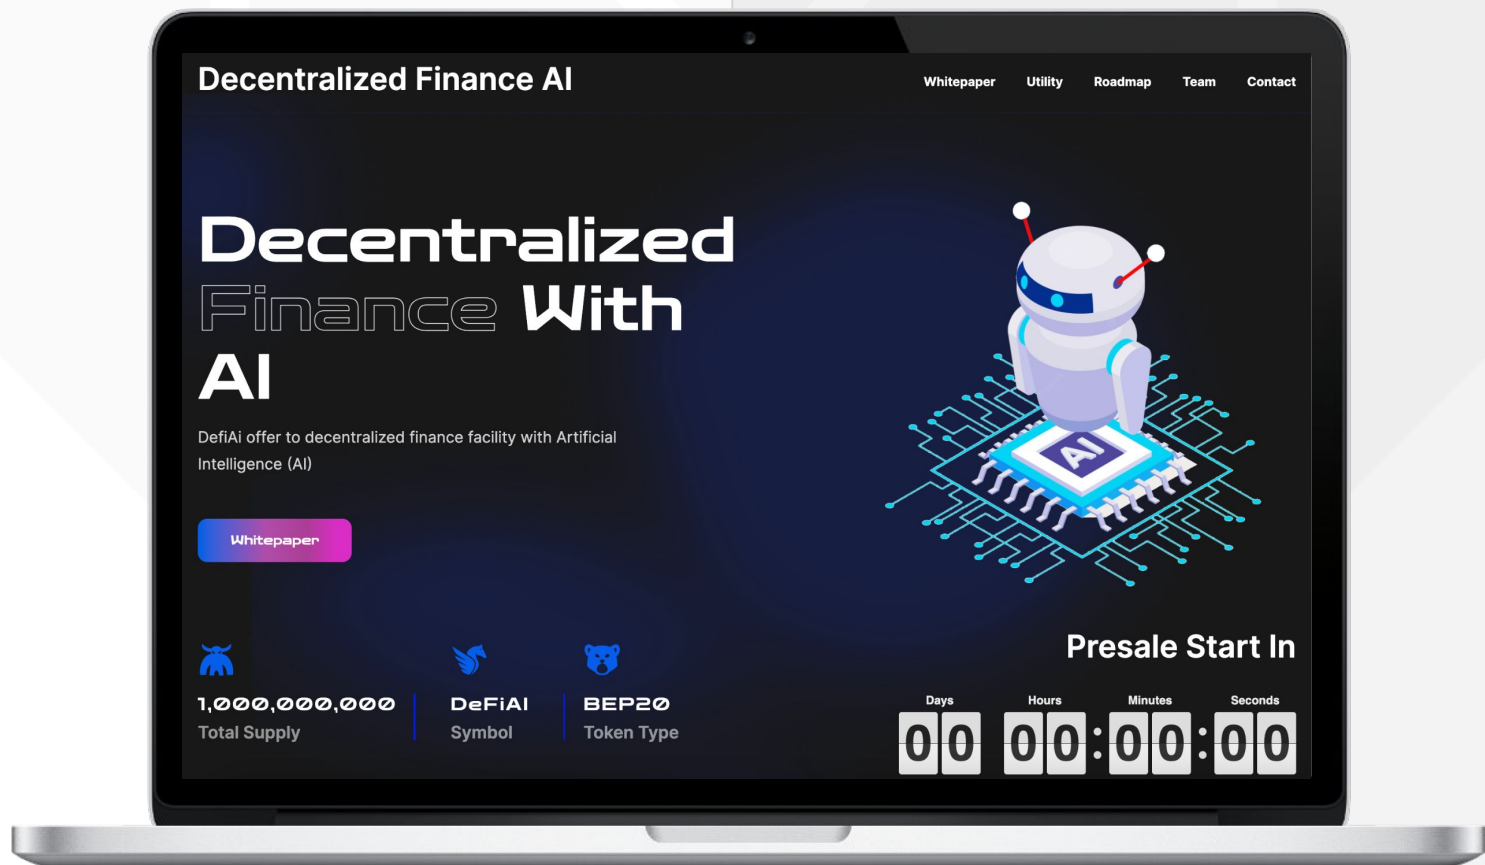 Decentralized Finance AI
Whitepaper Utility Roadmap Team Contact
Decentralized
Finance With
AI
DefiAi offer to decentralized finance facility with Artificial
Intelligence (AI)
Whitepaper
AI
1,000,000,000
Total Supply
DeFiAI
Symbol
BEP20
Token Type
Presale Start In
Days Hours Minutes Seconds
00 00:00:00